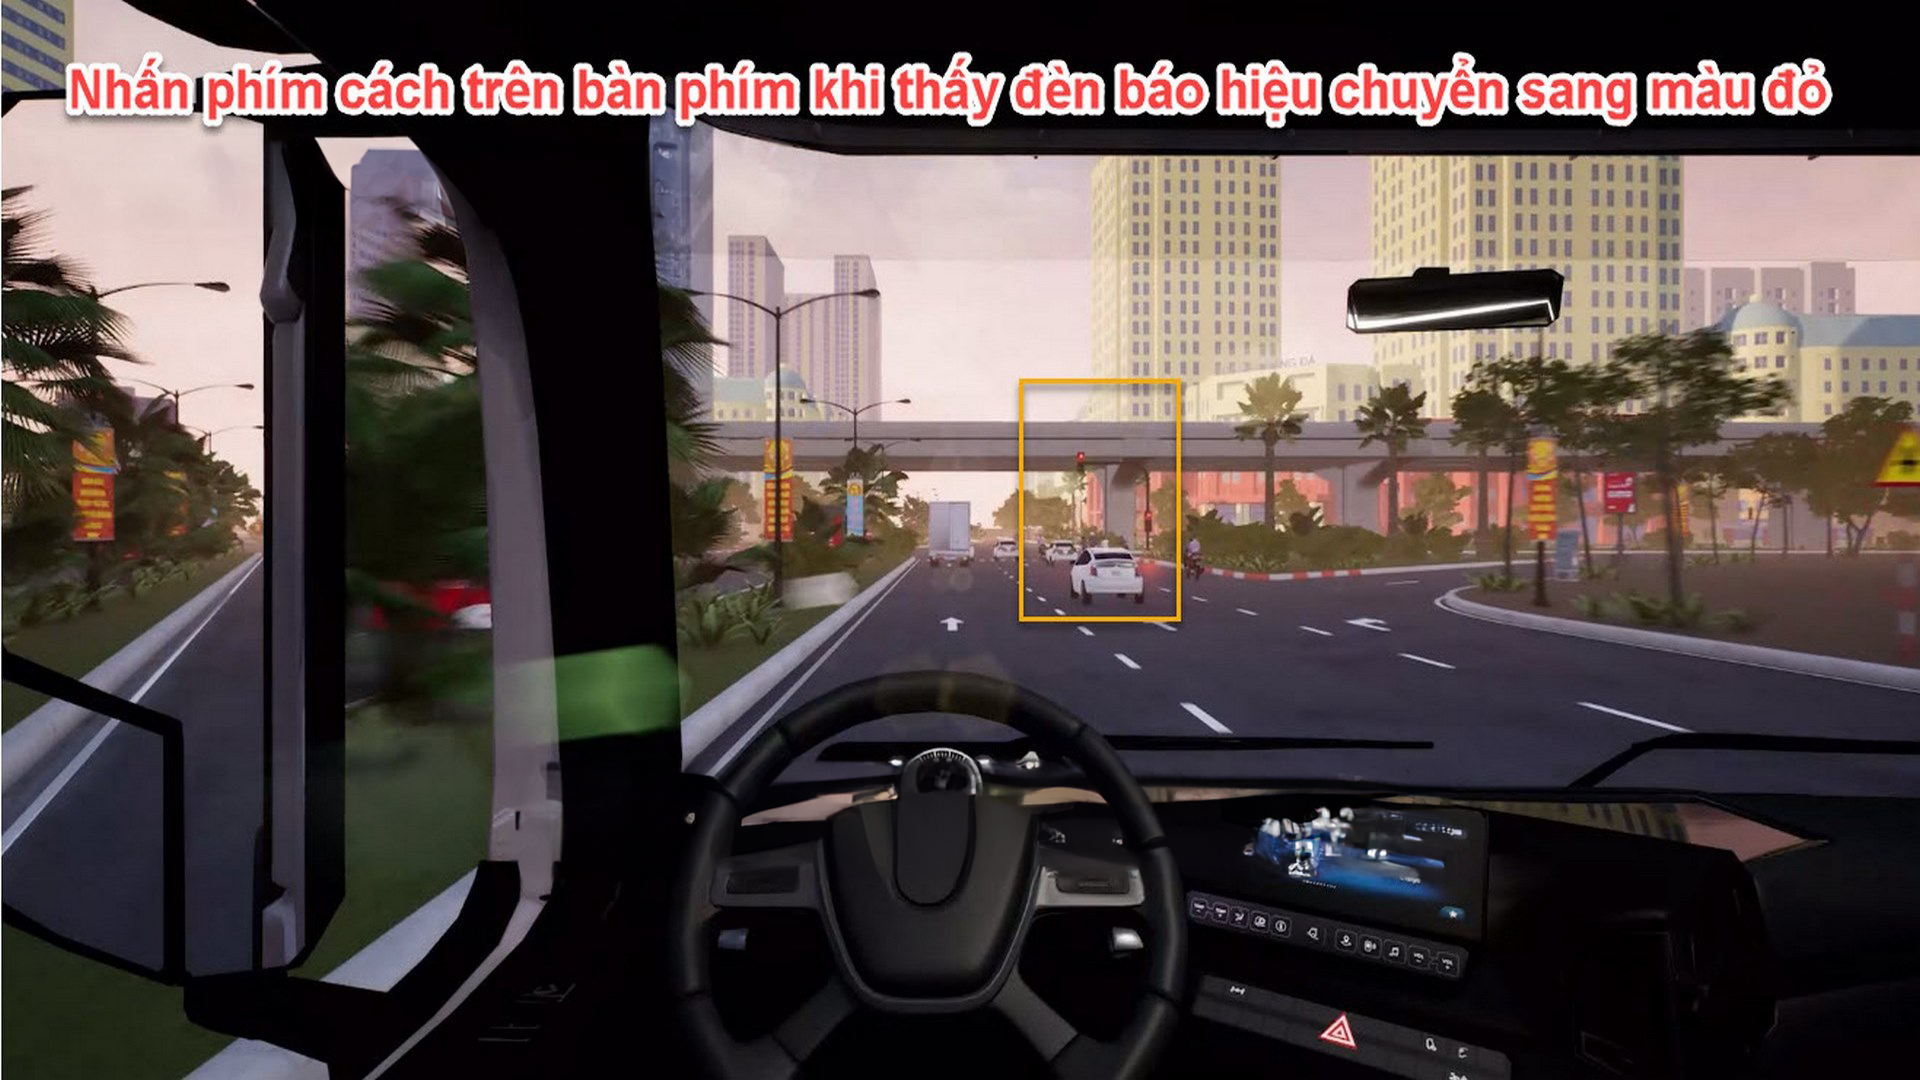 Nhấn phím cách trên bàn phím khi thấy đèn báo hiệu chuyển sang màu đỏ